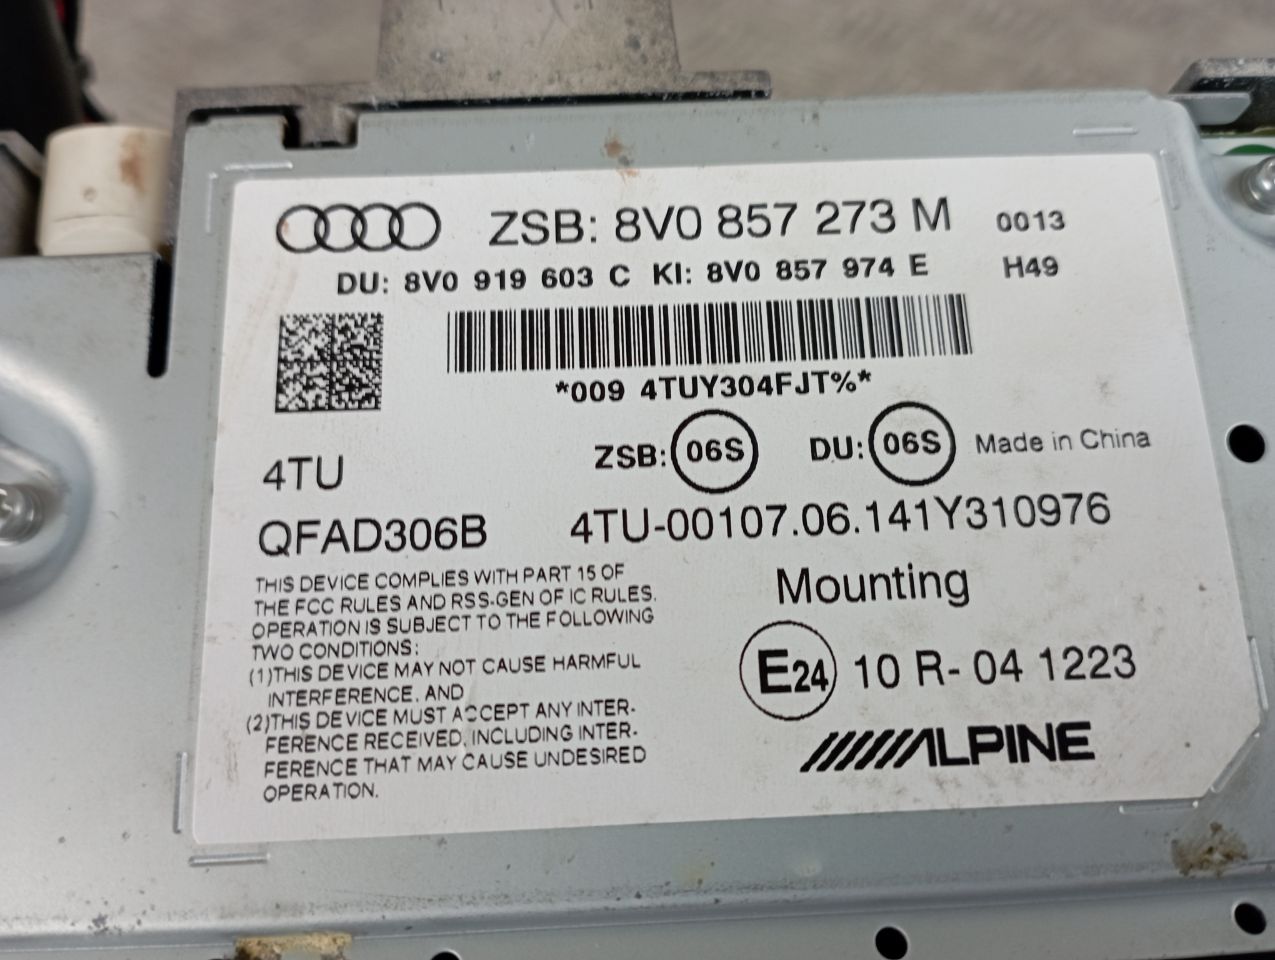 ZSB: 8V0 857 273 M 0013
DU: 8V0 919 603 C KI: 8V0 857 974 E H49
*009 4TUY304FJT%*
ZSB: 06S DU: 06S Made in China
4TU
QFAD306B 4TU-00107.06.141Y310976
THIS DEVICE COMPLIES WITH PART 15 OF
THE FCC RULES AND RSS-GEN OF IC RULES.
OPERATION IS SUBJECT TO THE FOLLOWING
TWO CONDITIONS:
(1)THIS DEVICE MAY NOT CAUSE HARMFUL
INTERFERENCE, AND
(2)THIS DEVICE MUST ACCEPT ANY INTER-
FERENCE RECEIVED, INCLUDING INTER-
FERENCE THAT MAY CAUSE UNDESIRED
OPERATION.
Mounting
E24 10 R-04 1223
ALPINE